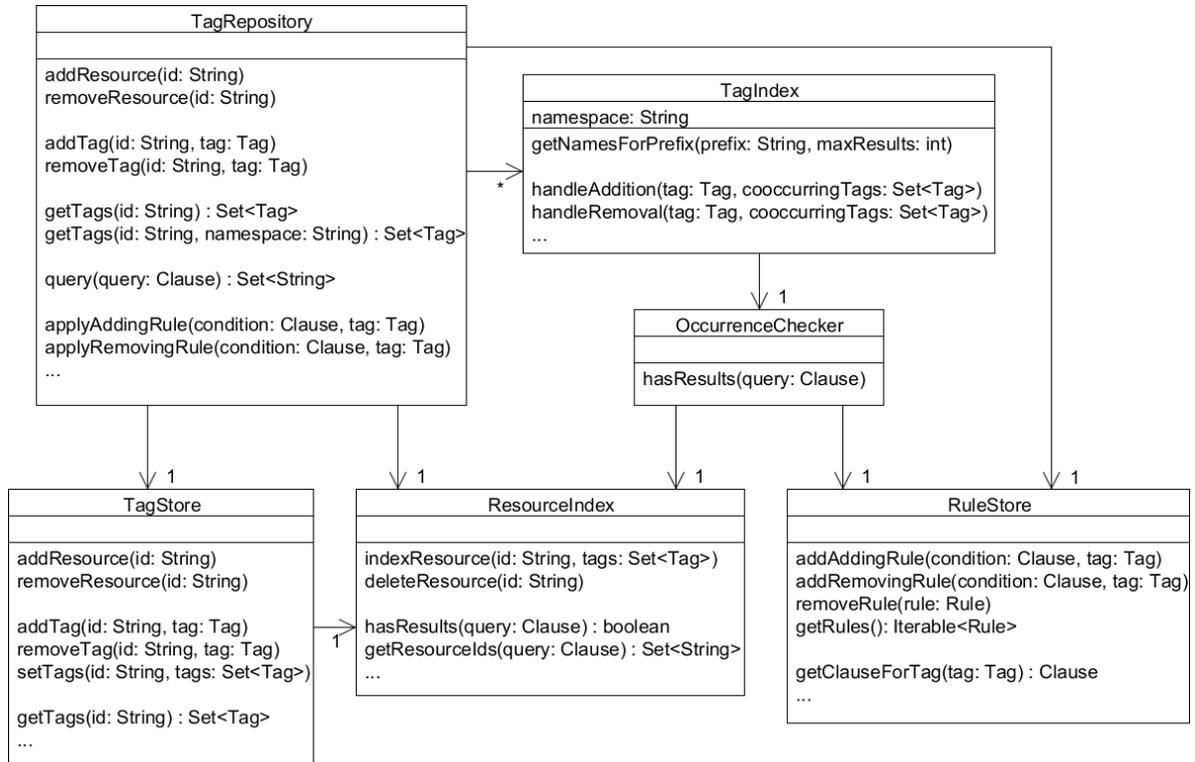 TagRepository
addResource(id: String)
removeResource(id: String)
addTag(id: String, tag: Tag)
removeTag(id: String, tag: Tag)
getTags(id: String) : Set<Tag>
getTags(id: String, namespace: String) : Set<Tag>
query(query: Clause) : Set<String>
applyAddingRule(condition: Clause, tag: Tag)
applyRemovingRule(condition: Clause, tag: Tag)
...
*
TagIndex
namespace: String
getNamesForPrefix(prefix: String, maxResults: int)
handleAddition(tag: Tag, cooccurringTags: Set<Tag>)
handleRemoval(tag: Tag, cooccurringTags: Set<Tag>)
...
1
OccurrenceChecker
hasResults(query: Clause)
1
1
1
1
1
TagStore
addResource(id: String)
removeResource(id: String)
addTag(id: String, tag: Tag)
removeTag(id: String, tag: Tag)
setTags(id: String, tags: Set<Tag>)
getTags(id: String) : Set<Tag>
...
1
ResourceIndex
indexResource(id: String, tags: Set<Tag>)
deleteResource(id: String)
hasResults(query: Clause) : boolean
getResourceIds(query: Clause) : Set<String>
...
RuleStore
addAddingRule(condition: Clause, tag: Tag)
addRemovingRule(condition: Clause, tag: Tag)
removeRule(rule: Rule)
getRules(): Iterable<Rule>
getClauseForTag(tag: Tag) : Clause
...